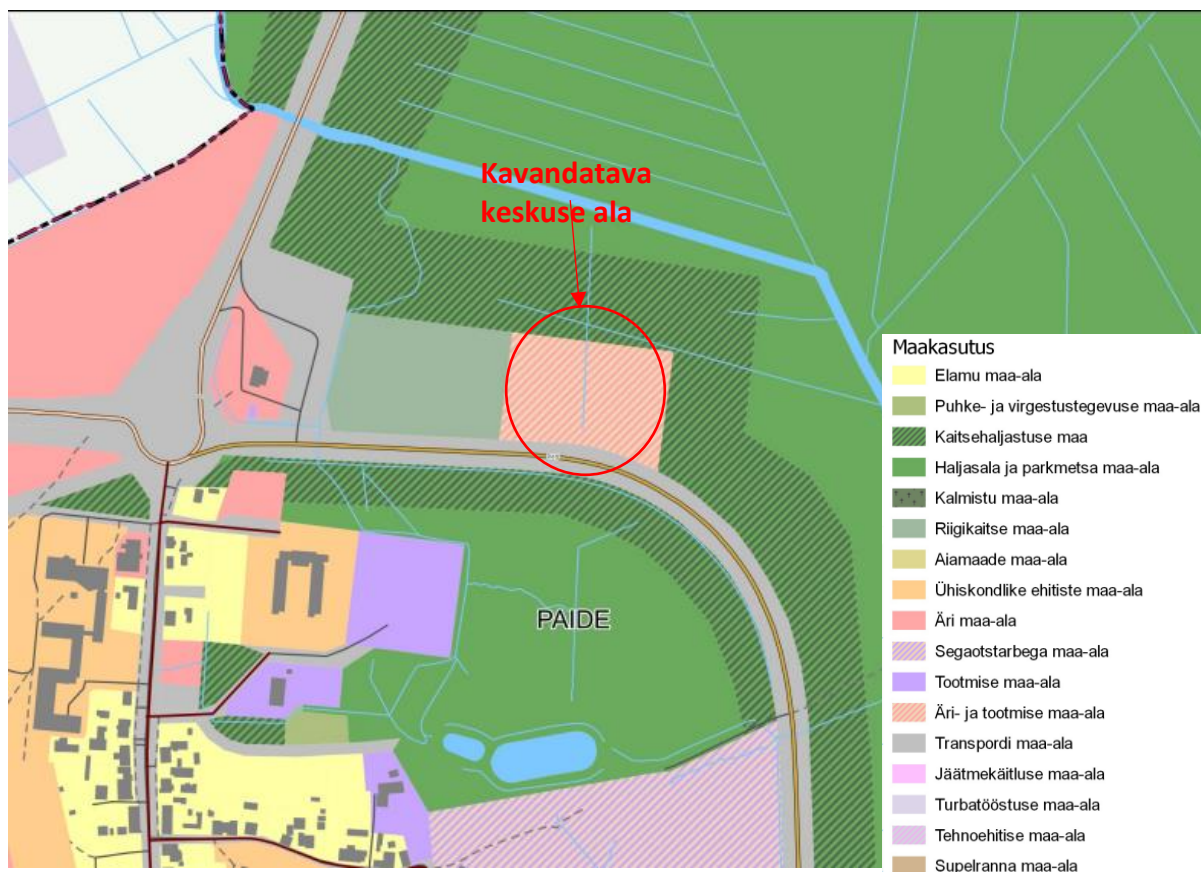 Kavandatava
keskuse ala
PAIDE
Maakasutus
Elamu maa-ala
Puhke- ja virgestustegevuse maa-ala
Kaitsehaljastuse maa
Haljasala ja parkmetsa maa-ala
Kalmistu maa-ala
Riigikaitse maa-ala
Aiamaade maa-ala
Ühiskondlike ehitiste maa-ala
Äri maa-ala
Segaotstarbega maa-ala
Tootmise maa-ala
Äri- ja tootmise maa-ala
Transpordi maa-ala
Jäätmekäitluse maa-ala
Turbatööstuse maa-ala
Tehnoehitise maa-ala
Supelranna maa-ala